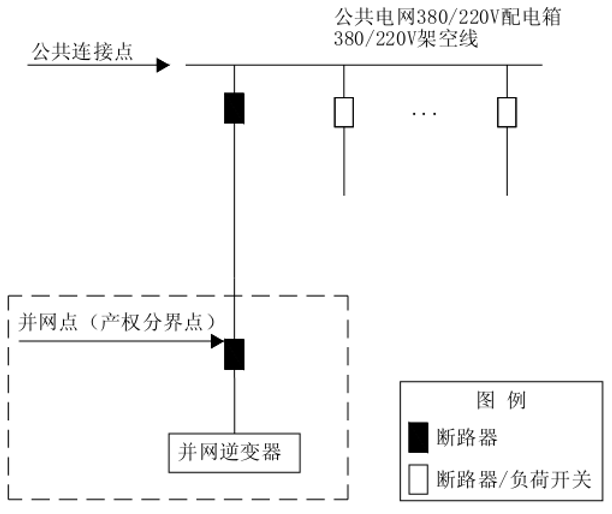 公共电网380/220V配电箱
380/220V架空线
公共连接点
...
并网点（产权分界点）
并网逆变器
图 例
断路器
断路器/负荷开关